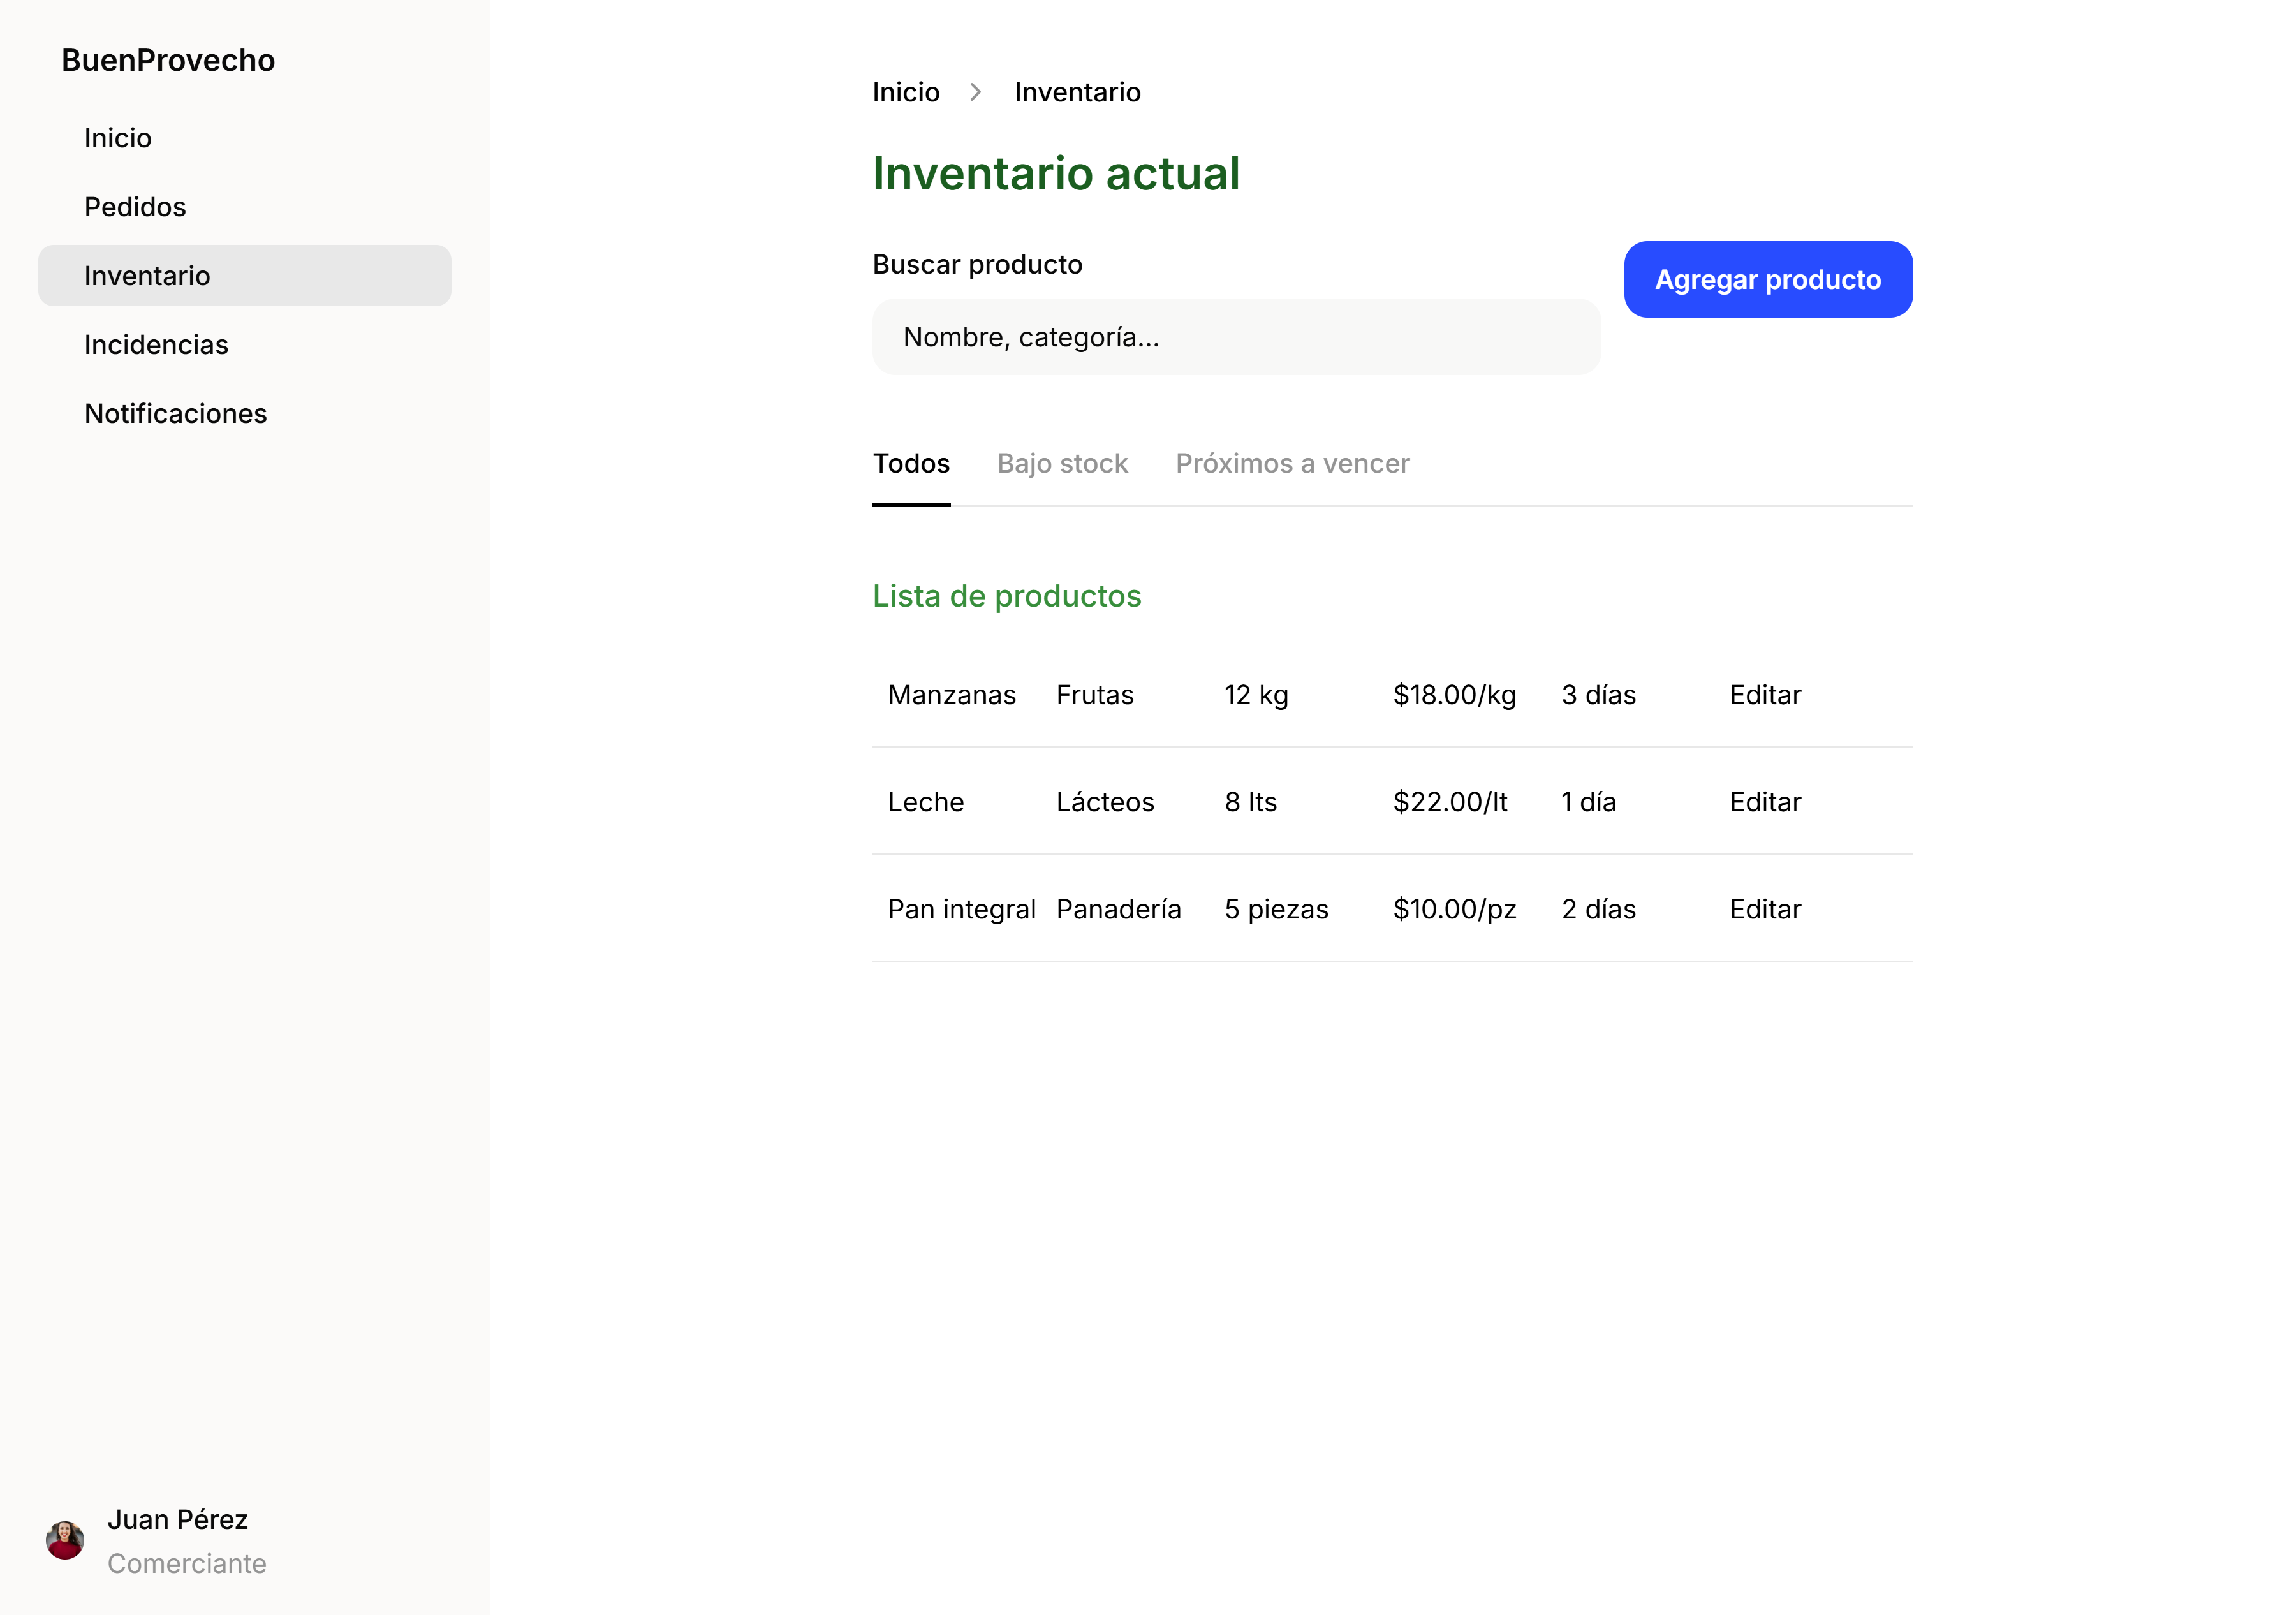 BuenProvecho
Inicio
Pedidos
Inventario
Incidencias
Notificaciones
Juan Pérez
Comerciante
Inicio Inventario
Inventario actual
Buscar producto
Nombre, categoría...
Agregar producto
Todos Bajo stock Próximos a vencer
Lista de productos
Manzanas Frutas 12 kg $18.00/kg 3 días Editar
Leche Lácteos 8 lts $22.00/lt 1 día Editar
Pan integral Panadería 5 piezas $10.00/pz 2 días Editar